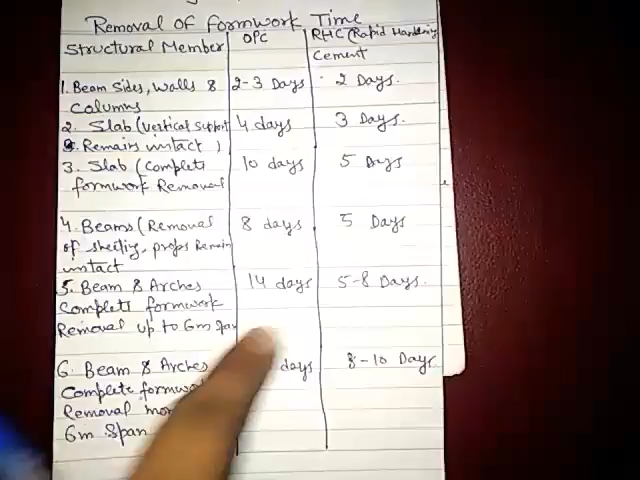 Removal of formwork Time
Structural Member OPC RHC (Rapid Hardening
Cement
1. Beam Sides, Walls & 2-3 Days 2 Days.
Columns
2. Slab (Vertical Support 4 days 3 Days.
Remains intact)
3. Slab (Complete 10 days 5 Days
formwork Removal
4. Beams (Removal 8 days 5 Days
of sheeting, props Remain
intact
5. Beam & Arches 14 days 5-8 Days.
Complete formwork
Removal up to 6m Span
6. Beam & Arches days 8-10 Days
Complete
Removal
6m Span